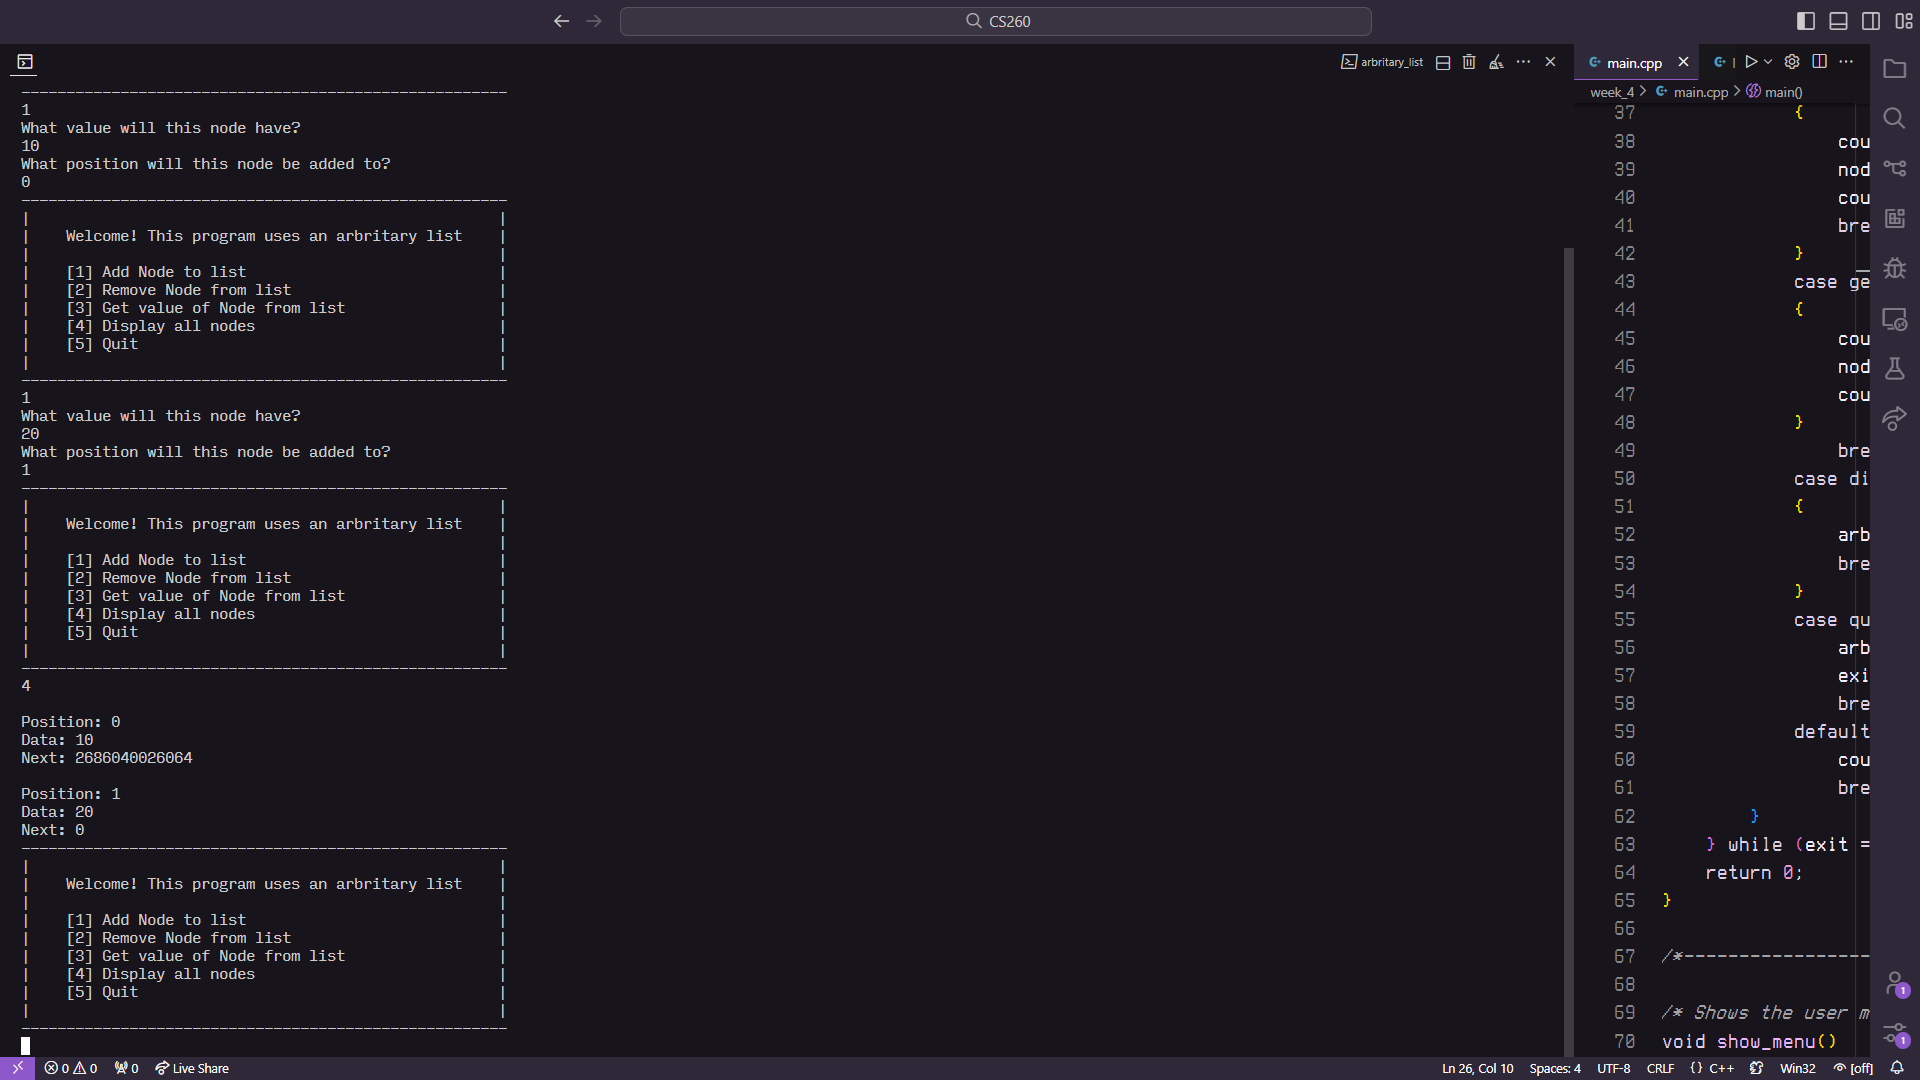 CS260
arbritary_list
main.cpp
week_4 > main.cpp > main()
--------------------------------------------------------
1
What value will this node have?
10
What position will this node be added to?
0
------------------------------------------------------
| |
| Welcome! This program uses an arbritary list |
| |
| [1] Add Node to list |
| [2] Remove Node from list |
| [3] Get value of Node from list |
| [4] Display all nodes |
| [5] Quit |
| |
------------------------------------------------------
1
What value will this node have?
20
What position will this node be added to?
1
------------------------------------------------------
| |
| Welcome! This program uses an arbritary list |
| |
| [1] Add Node to list |
| [2] Remove Node from list |
| [3] Get value of Node from list |
| [4] Display all nodes |
| [5] Quit |
| |
------------------------------------------------------
4
Position: 0
Data: 10
Next: 2686040026064
Position: 1
Data: 20
Next: 0
------------------------------------------------------
| |
| Welcome! This program uses an arbritary list |
| |
| [1] Add Node to list |
| [2] Remove Node from list |
| [3] Get value of Node from list |
| [4] Display all nodes |
| [5] Quit |
| |
------------------------------------------------------
37 {
38 cou
39 nod
40 cou
41 bre
42 }
43 case ge
44 {
45 cou
46 nod
47 cou
48 }
49 bre
50 case di
51 {
52 arb
53 bre
54 }
55 case qu
56 arb
57 exi
58 bre
59 default
60 cou
61 bre
62 }
63 } while (exit =
64 return 0;
65 }
66
67 /*-----------------
68
69 /* Shows the user m
70 void show_menu()
1
1
0 0 0 Live Share
Ln 26, Col 10 Spaces: 4 UTF-8 CRLF {} C++ Win32 [off]